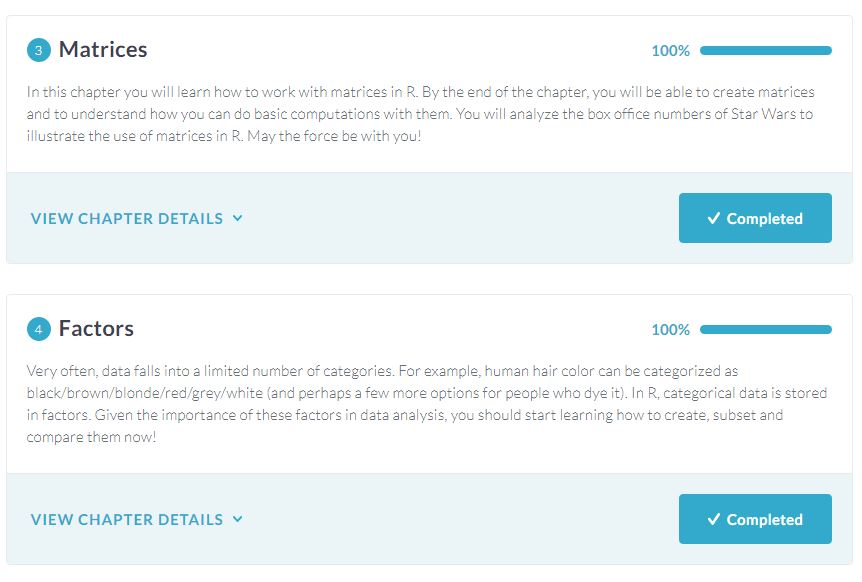 3 Matrices 100%
In this chapter you will learn how to work with matrices in R. By the end of the chapter, you will be able to create matrices
and to understand how you can do basic computations with them. You will analyze the box office numbers of Star Wars to
illustrate the use of matrices in R. May the force be with you!
VIEW CHAPTER DETAILS Completed
4 Factors 100%
Very often, data falls into a limited number of categories. For example, human hair color can be categorized as
black/brown/blonde/red/grey/white (and perhaps a few more options for people who dye it). In R, categorical data is stored
in factors. Given the importance of these factors in data analysis, you should start learning how to create, subset and
compare them now!
VIEW CHAPTER DETAILS Completed